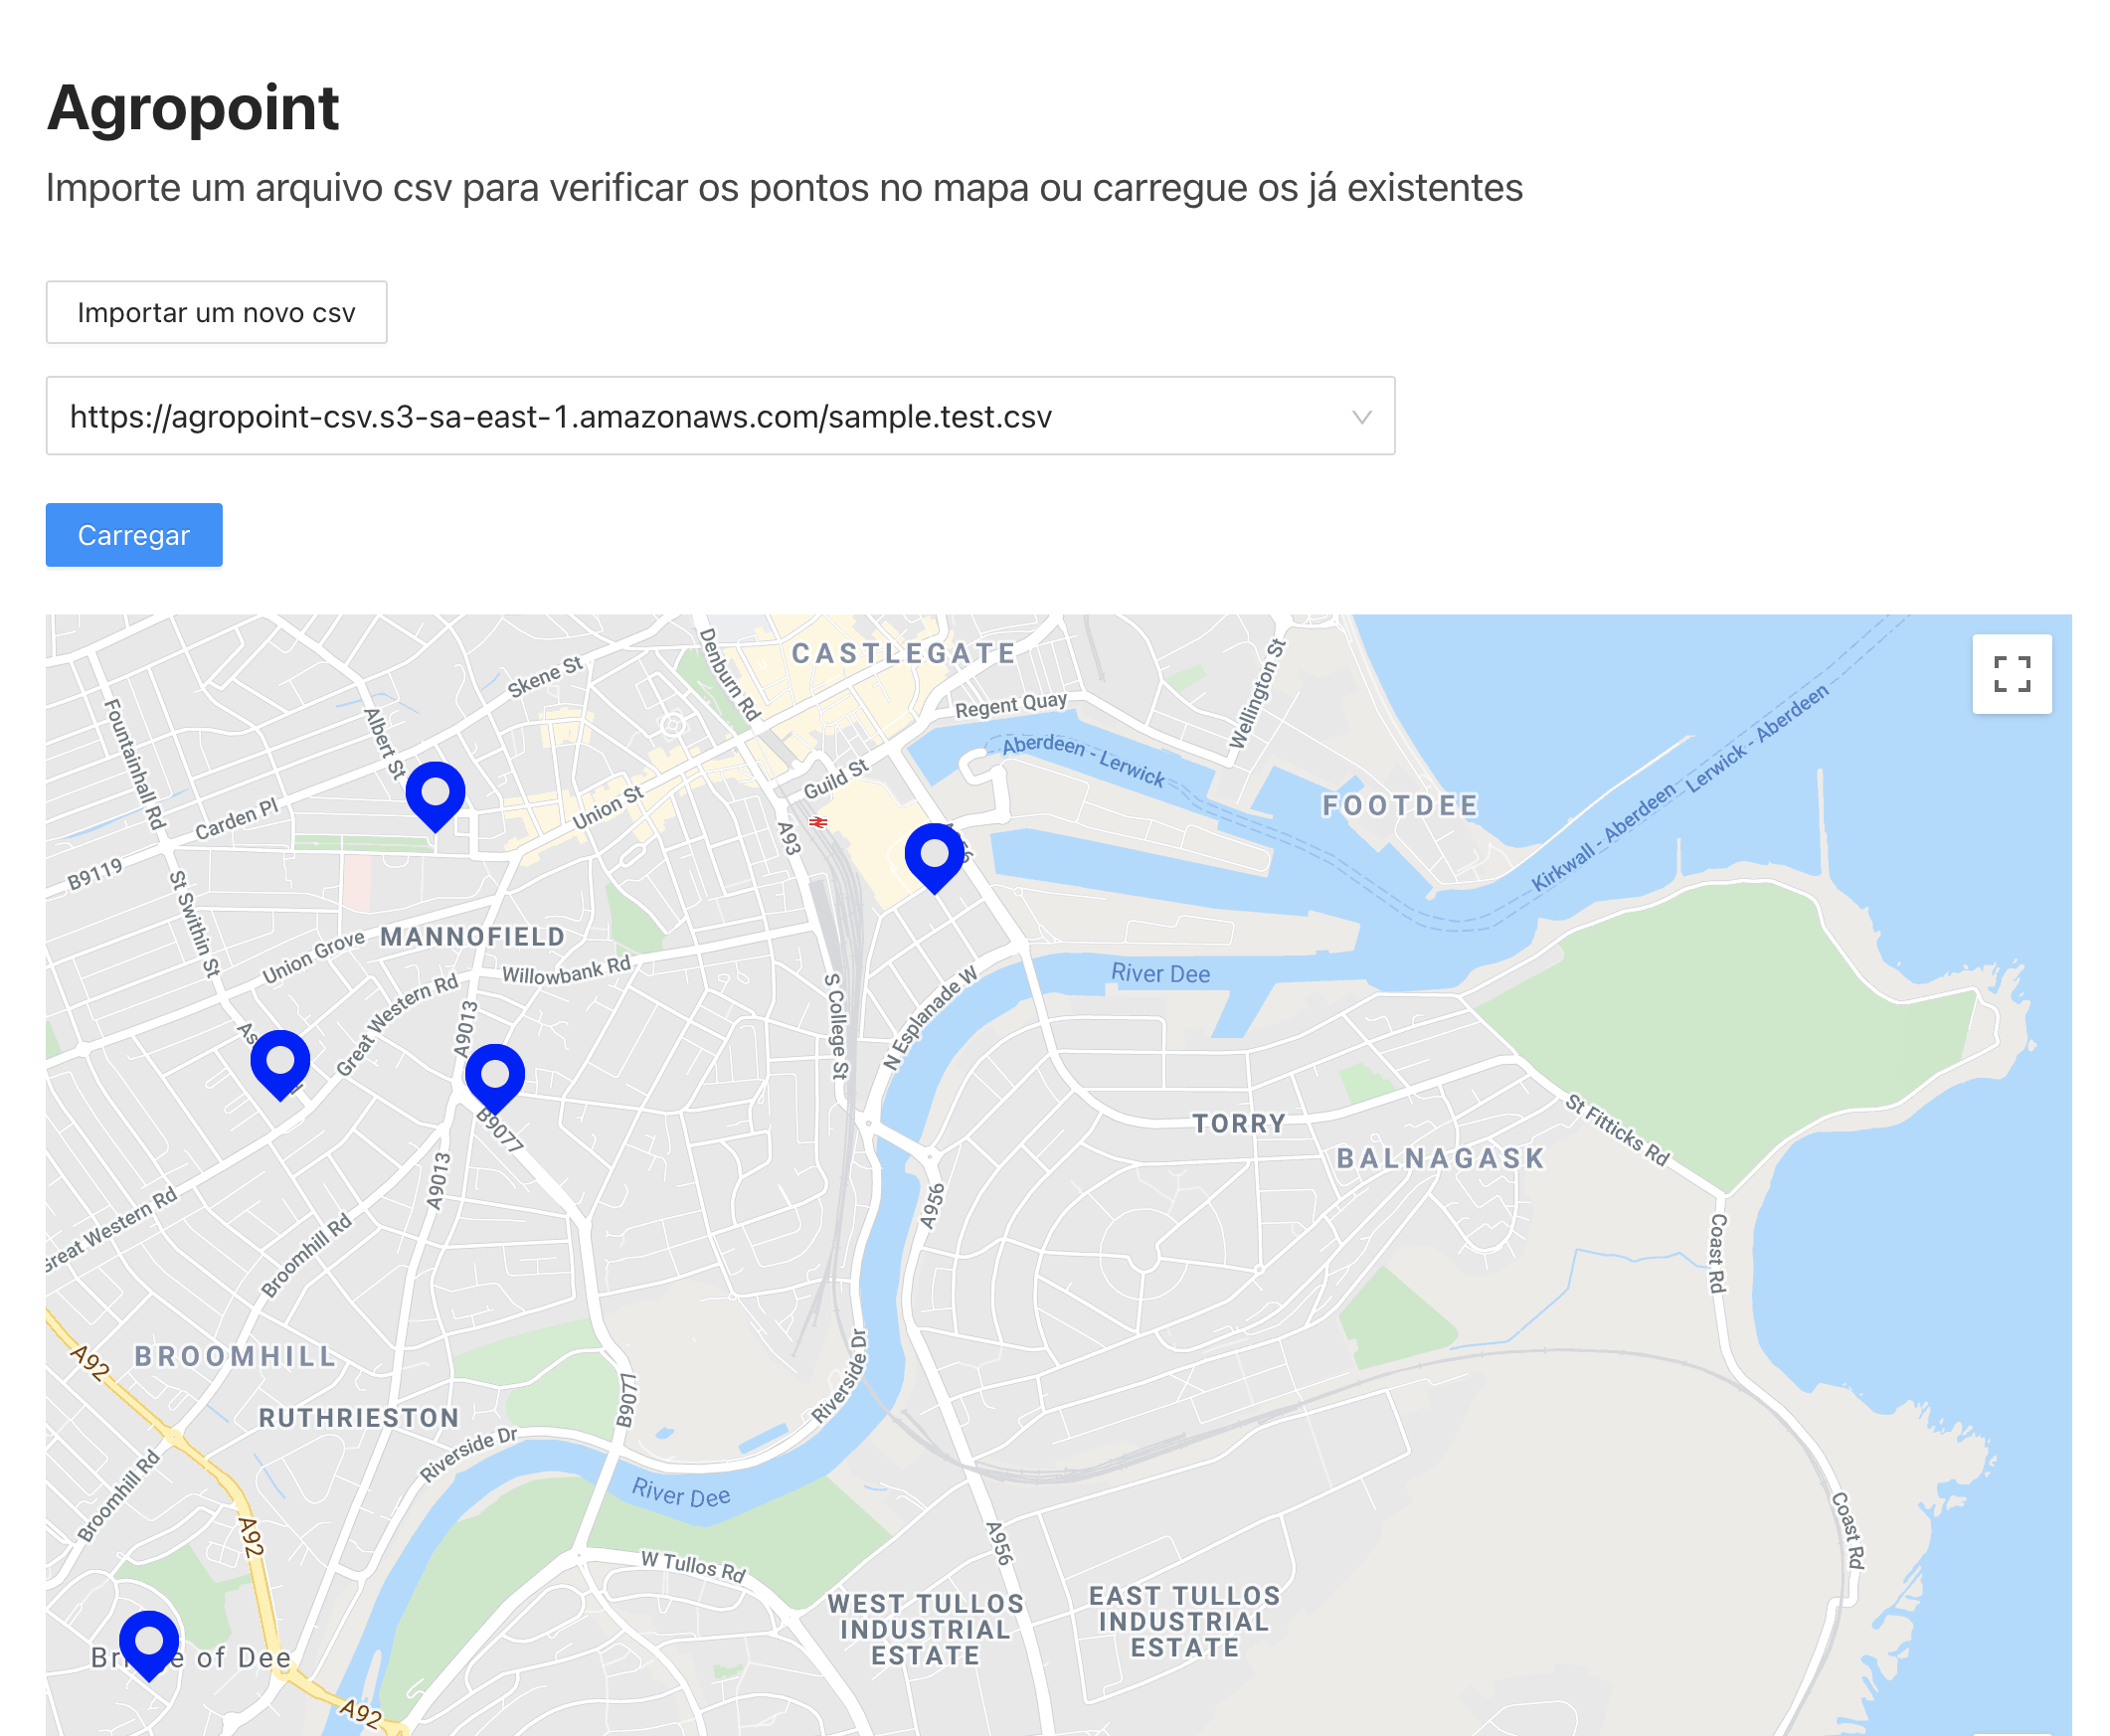 Agropoint
Importe um arquivo csv para verificar os pontos no mapa ou carregue os já existentes
Importar um novo csv
https://agropoint-csv.s3-sa-east-1.amazonaws.com/sample.test.csv
Carregar
CASTLEGATE
Denburn Rd
Skene St
Wellington St
Regent Quay
Fountainhall Rd
Albert St
Aberdeen - Lerwick
Lerwick - Aberdeen
Kirkwall - Aberdeen
Guild St
Union St
FOOTDEE
Carden Pl
A93
B9119
St Swithin St
MANNOFIELD
Union Grove
Willowbank Rd
River Dee
Great Western Rd
A9013
S College St
N Esplanade W
B9077
TORRY
St Fitticks Rd
BALNAGASK
A9013
A956
Great Western Rd
Broomhill Rd
Coast Rd
A92
BROOMHILL
RUTHRIESTON
B9077
Riverside Dr
Riverside Dr
River Dee
Broomhill Rd
A92
A956
Coast Rd
W Tullos Rd
WEST TULLOS
INDUSTRIAL
ESTATE
EAST TULLOS
INDUSTRIAL
ESTATE
of Dee
A92